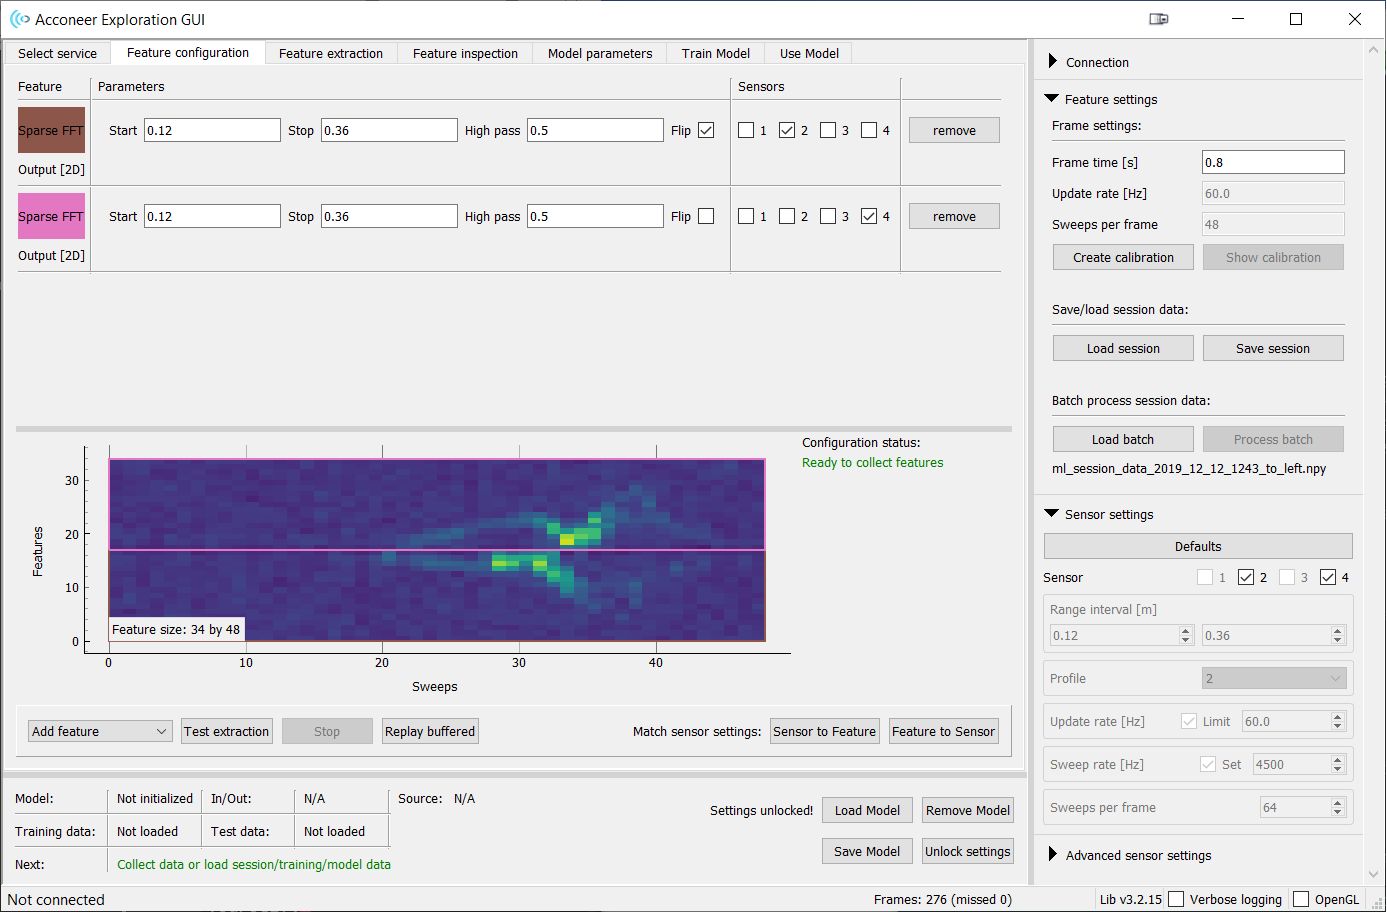 Acconeer Exploration GUI
Select service Feature configuration Feature extraction Feature inspection Model parameters Train Model Use Model
Feature Parameters Sensors
Sparse FFT Start 0.12 Stop 0.36 High pass 0.5 Flip 1 2 3 4 remove
Output [2D]
Sparse FFT Start 0.12 Stop 0.36 High pass 0.5 Flip 1 2 3 4 remove
Output [2D]
Configuration status:
Ready to collect features
30
20
10
0
Features
Feature size: 34 by 48
0 10 20 30 40
Sweeps
Add feature Test extraction Stop Replay buffered Match sensor settings: Sensor to Feature Feature to Sensor
Model: Not initialized In/Out: N/A Source: N/A
Training data: Not loaded Test data: Not loaded
Next: Collect data or load session/training/model data
Settings unlocked! Load Model Remove Model
Save Model Unlock settings
Connection
Feature settings
Frame settings:
Frame time [s] 0.8
Update rate [Hz] 60.0
Sweeps per frame 48
Create calibration Show calibration
Save/load session data:
Load session Save session
Batch process session data:
Load batch Process batch
ml_session_data_2019_12_12_1243_to_left.npy
Sensor settings
Defaults
Sensor 1 2 3 4
Range interval [m]
0.12 0.36
Profile 2
Update rate [Hz] Limit 60.0
Sweep rate [Hz] Set 4500
Sweeps per frame 64
Advanced sensor settings
Not connected Frames: 276 (missed 0) Lib v3.2.15 Verbose logging OpenGL